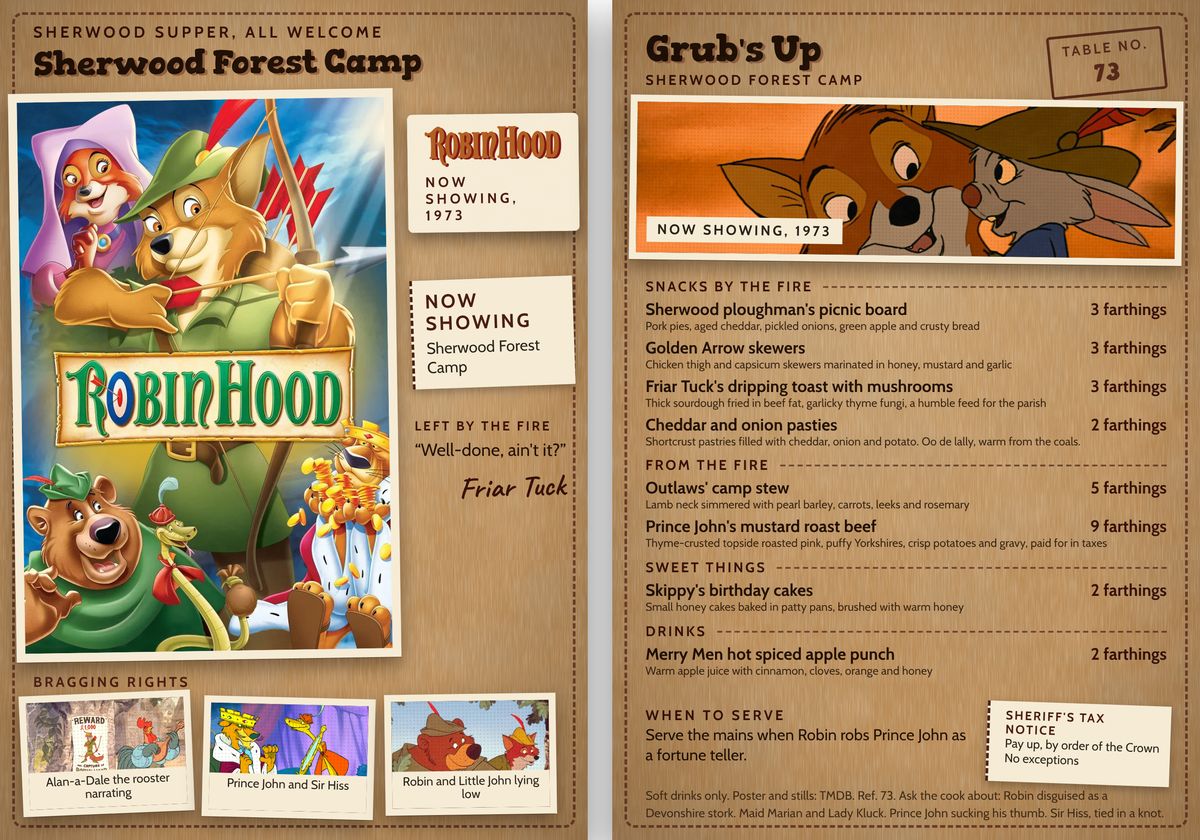 SHERWOOD SUPPER, ALL WELCOME
Sherwood Forest Camp
ROBIN HOOD
NOW
SHOWING,
1973
NOW
SHOWING
Sherwood Forest
Camp
ROBIN HOOD
LEFT BY THE FIRE
“Well-done, ain't it?”
Friar Tuck
BRAGGING RIGHTS
REWARD
Alan-a-Dale the rooster
narrating
Prince John and Sir Hiss
Robin and Little John lying
low
Grub's Up
SHERWOOD FOREST CAMP
TABLE NO.
73
NOW SHOWING, 1973
SNACKS BY THE FIRE
Sherwood ploughman's picnic board 3 farthings
Pork pies, aged cheddar, pickled onions, green apple and crusty bread
Golden Arrow skewers 3 farthings
Chicken thigh and capsicum skewers marinated in honey, mustard and garlic
Friar Tuck's dripping toast with mushrooms 3 farthings
Thick sourdough fried in beef fat, garlicky thyme fungi, a humble feed for the parish
Cheddar and onion pasties 2 farthings
Shortcrust pastries filled with cheddar, onion and potato. Oo de lally, warm from the coals.
FROM THE FIRE
Outlaws' camp stew 5 farthings
Lamb neck simmered with pearl barley, carrots, leeks and rosemary
Prince John's mustard roast beef 9 farthings
Thyme-crusted topside roasted pink, puffy Yorkshires, crisp potatoes and gravy, paid for in taxes
SWEET THINGS
Skippy's birthday cakes 2 farthings
Small honey cakes baked in patty pans, brushed with warm honey
DRINKS
Merry Men hot spiced apple punch 2 farthings
Warm apple juice with cinnamon, cloves, orange and honey
WHEN TO SERVE
Serve the mains when Robin robs Prince John as
a fortune teller.
SHERIFF'S TAX
NOTICE
Pay up, by order of the Crown
No exceptions
Soft drinks only. Poster and stills: TMDB. Ref. 73. Ask the cook about: Robin disguised as a
Devonshire stork. Maid Marian and Lady Kluck. Prince John sucking his thumb. Sir Hiss, tied in a knot.